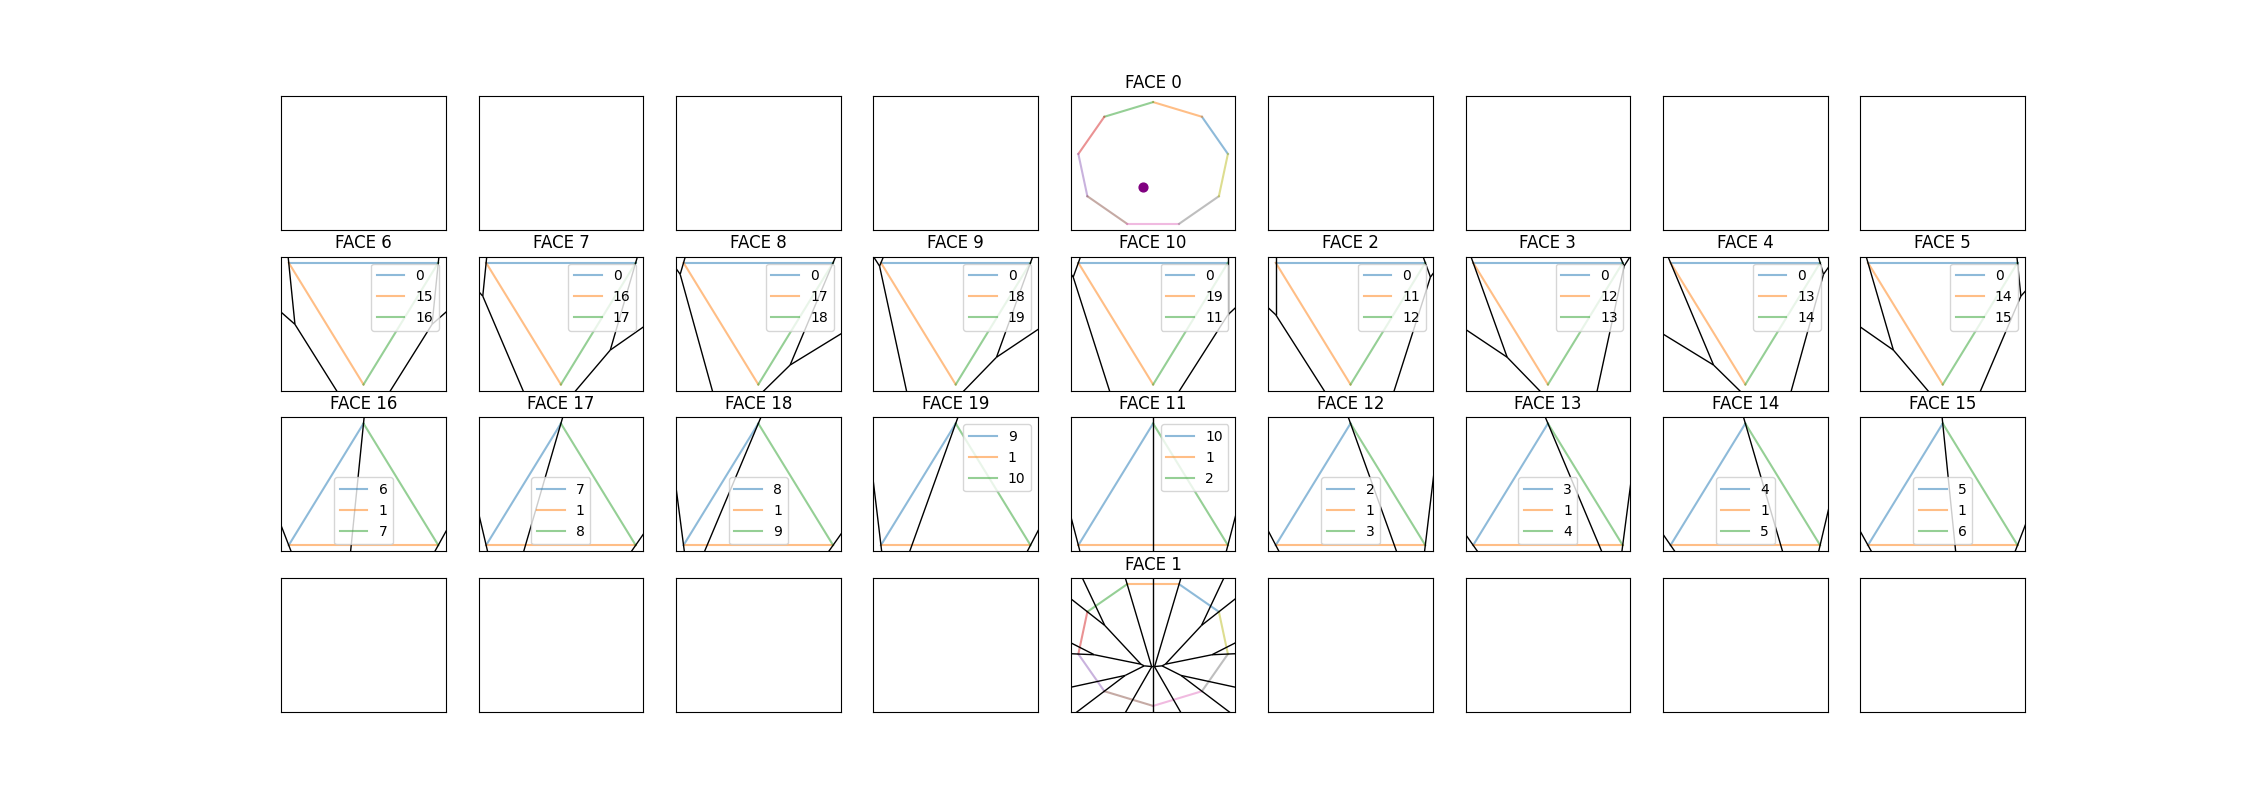 FACE 0
FACE 6
FACE 7
FACE 8
FACE 9
FACE 10
FACE 2
FACE 3
FACE 4
FACE 5
0
15
16
0
16
17
0
17
18
0
18
19
0
19
11
0
11
12
0
12
13
0
13
14
0
14
15
FACE 16
FACE 17
FACE 18
FACE 19
FACE 11
FACE 12
FACE 13
FACE 14
FACE 15
6
1
7
7
1
8
8
1
9
9
1
10
10
1
2
2
1
3
3
1
4
4
1
5
5
1
6
FACE 1